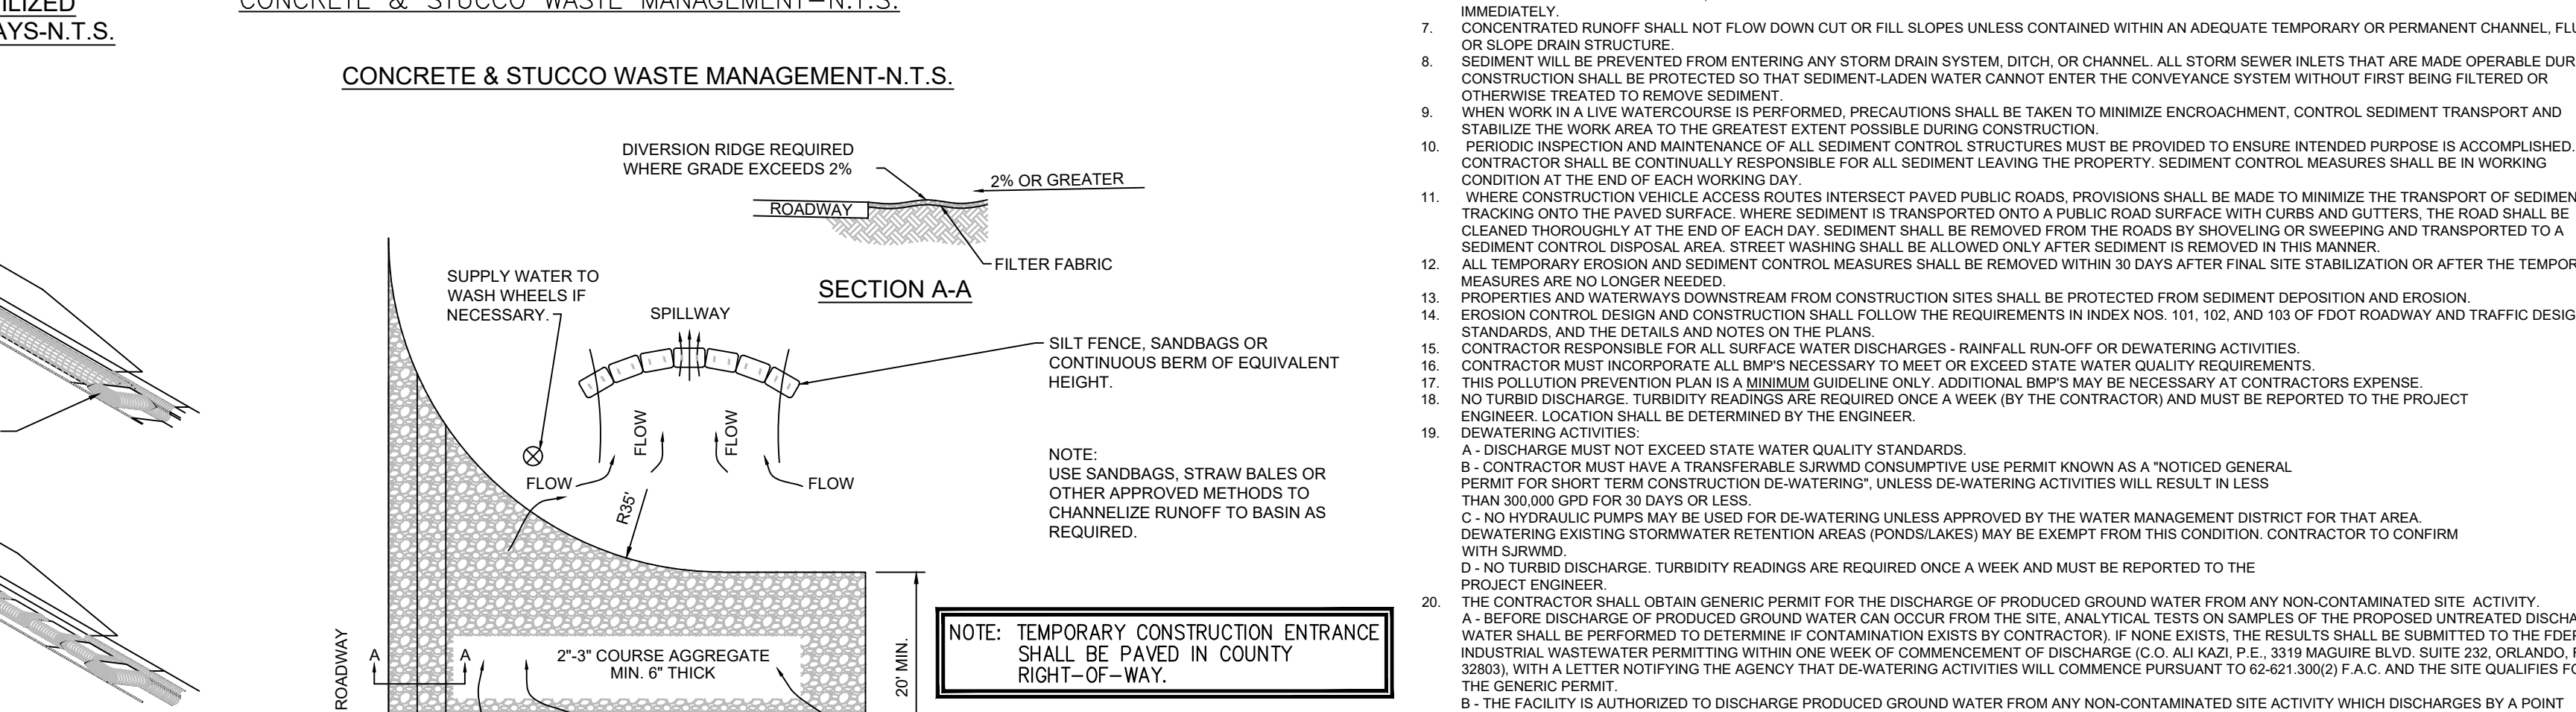 ILIZED
AYS-N.T.S.
CONCRETE & STUCCO WASTE MANAGEMENT-N.T.S.
CONCRETE & STUCCO WASTE MANAGEMENT-N.T.S.
DIVERSION RIDGE REQUIRED
WHERE GRADE EXCEEDS 2%
2% OR GREATER
ROADWAY
FILTER FABRIC
SECTION A-A
SUPPLY WATER TO
WASH WHEELS IF
NECESSARY.
SPILLWAY
SILT FENCE, SANDBAGS OR
CONTINUOUS BERM OF EQUIVALENT
HEIGHT.
FLOW
FLOW
FLOW
FLOW
R35'
NOTE:
USE SANDBAGS, STRAW BALES OR
OTHER APPROVED METHODS TO
CHANNELIZE RUNOFF TO BASIN AS
REQUIRED.
ROADWAY
A
A
2"-3" COURSE AGGREGATE
MIN. 6" THICK
20' MIN.
NOTE: TEMPORARY CONSTRUCTION ENTRANCE
SHALL BE PAVED IN COUNTY
RIGHT-OF-WAY.
IMMEDIATELY.
7. CONCENTRATED RUNOFF SHALL NOT FLOW DOWN CUT OR FILL SLOPES UNLESS CONTAINED WITHIN AN ADEQUATE TEMPORARY OR PERMANENT CHANNEL, FLU
OR SLOPE DRAIN STRUCTURE.
8. SEDIMENT WILL BE PREVENTED FROM ENTERING ANY STORM DRAIN SYSTEM, DITCH, OR CHANNEL. ALL STORM SEWER INLETS THAT ARE MADE OPERABLE DUR
CONSTRUCTION SHALL BE PROTECTED SO THAT SEDIMENT-LADEN WATER CANNOT ENTER THE CONVEYANCE SYSTEM WITHOUT FIRST BEING FILTERED OR
OTHERWISE TREATED TO REMOVE SEDIMENT.
9. WHEN WORK IN A LIVE WATERCOURSE IS PERFORMED, PRECAUTIONS SHALL BE TAKEN TO MINIMIZE ENCROACHMENT, CONTROL SEDIMENT TRANSPORT AND
STABILIZE THE WORK AREA TO THE GREATEST EXTENT POSSIBLE DURING CONSTRUCTION.
10. PERIODIC INSPECTION AND MAINTENANCE OF ALL SEDIMENT CONTROL STRUCTURES MUST BE PROVIDED TO ENSURE INTENDED PURPOSE IS ACCOMPLISHED.
CONTRACTOR SHALL BE CONTINUALLY RESPONSIBLE FOR ALL SEDIMENT LEAVING THE PROPERTY. SEDIMENT CONTROL MEASURES SHALL BE IN WORKING
CONDITION AT THE END OF EACH WORKING DAY.
11. WHERE CONSTRUCTION VEHICLE ACCESS ROUTES INTERSECT PAVED PUBLIC ROADS, PROVISIONS SHALL BE MADE TO MINIMIZE THE TRANSPORT OF SEDIMEN
TRACKING ONTO THE PAVED SURFACE. WHERE SEDIMENT IS TRANSPORTED ONTO A PUBLIC ROAD SURFACE WITH CURBS AND GUTTERS, THE ROAD SHALL BE
CLEANED THOROUGHLY AT THE END OF EACH DAY. SEDIMENT SHALL BE REMOVED FROM THE ROADS BY SHOVELING OR SWEEPING AND TRANSPORTED TO A
SEDIMENT CONTROL DISPOSAL AREA. STREET WASHING SHALL BE ALLOWED ONLY AFTER SEDIMENT IS REMOVED IN THIS MANNER.
12. ALL TEMPORARY EROSION AND SEDIMENT CONTROL MEASURES SHALL BE REMOVED WITHIN 30 DAYS AFTER FINAL SITE STABILIZATION OR AFTER THE TEMPOR
MEASURES ARE NO LONGER NEEDED.
13. PROPERTIES AND WATERWAYS DOWNSTREAM FROM CONSTRUCTION SITES SHALL BE PROTECTED FROM SEDIMENT DEPOSITION AND EROSION.
14. EROSION CONTROL DESIGN AND CONSTRUCTION SHALL FOLLOW THE REQUIREMENTS IN INDEX NOS. 101, 102, AND 103 OF FDOT ROADWAY AND TRAFFIC DESIG
STANDARDS, AND THE DETAILS AND NOTES ON THE PLANS.
15. CONTRACTOR RESPONSIBLE FOR ALL SURFACE WATER DISCHARGES - RAINFALL RUN-OFF OR DEWATERING ACTIVITIES.
16. CONTRACTOR MUST INCORPORATE ALL BMP'S NECESSARY TO MEET OR EXCEED STATE WATER QUALITY REQUIREMENTS.
17. THIS POLLUTION PREVENTION PLAN IS A MINIMUM GUIDELINE ONLY. ADDITIONAL BMP'S MAY BE NECESSARY AT CONTRACTORS EXPENSE.
18. NO TURBID DISCHARGE. TURBIDITY READINGS ARE REQUIRED ONCE A WEEK (BY THE CONTRACTOR) AND MUST BE REPORTED TO THE PROJECT
ENGINEER. LOCATION SHALL BE DETERMINED BY THE ENGINEER.
19. DEWATERING ACTIVITIES:
A - DISCHARGE MUST NOT EXCEED STATE WATER QUALITY STANDARDS.
B - CONTRACTOR MUST HAVE A TRANSFERABLE SJRWMD CONSUMPTIVE USE PERMIT KNOWN AS A "NOTICED GENERAL
PERMIT FOR SHORT TERM CONSTRUCTION DE-WATERING", UNLESS DE-WATERING ACTIVITIES WILL RESULT IN LESS
THAN 300,000 GPD FOR 30 DAYS OR LESS.
C - NO HYDRAULIC PUMPS MAY BE USED FOR DE-WATERING UNLESS APPROVED BY THE WATER MANAGEMENT DISTRICT FOR THAT AREA.
DEWATERING EXISTING STORMWATER RETENTION AREAS (PONDS/LAKES) MAY BE EXEMPT FROM THIS CONDITION. CONTRACTOR TO CONFIRM
WITH SJRWMD.
D - NO TURBID DISCHARGE. TURBIDITY READINGS ARE REQUIRED ONCE A WEEK AND MUST BE REPORTED TO THE
PROJECT ENGINEER.
20. THE CONTRACTOR SHALL OBTAIN GENERIC PERMIT FOR THE DISCHARGE OF PRODUCED GROUND WATER FROM ANY NON-CONTAMINATED SITE ACTIVITY.
A - BEFORE DISCHARGE OF PRODUCED GROUND WATER CAN OCCUR FROM THE SITE, ANALYTICAL TESTS ON SAMPLES OF THE PROPOSED UNTREATED DISCHA
WATER SHALL BE PERFORMED TO DETERMINE IF CONTAMINATION EXISTS BY CONTRACTOR). IF NONE EXISTS, THE RESULTS SHALL BE SUBMITTED TO THE FDEP
INDUSTRIAL WASTEWATER PERMITTING WITHIN ONE WEEK OF COMMENCEMENT OF DISCHARGE (C.O. ALI KAZI, P.E., 3319 MAGUIRE BLVD. SUITE 232, ORLANDO, F
32803), WITH A LETTER NOTIFYING THE AGENCY THAT DE-WATERING ACTIVITIES WILL COMMENCE PURSUANT TO 62-621.300(2) F.A.C. AND THE SITE QUALIFIES FO
THE GENERIC PERMIT.
B - THE FACILITY IS AUTHORIZED TO DISCHARGE PRODUCED GROUND WATER FROM ANY NON-CONTAMINATED SITE ACTIVITY WHICH DISCHARGES BY A POINT